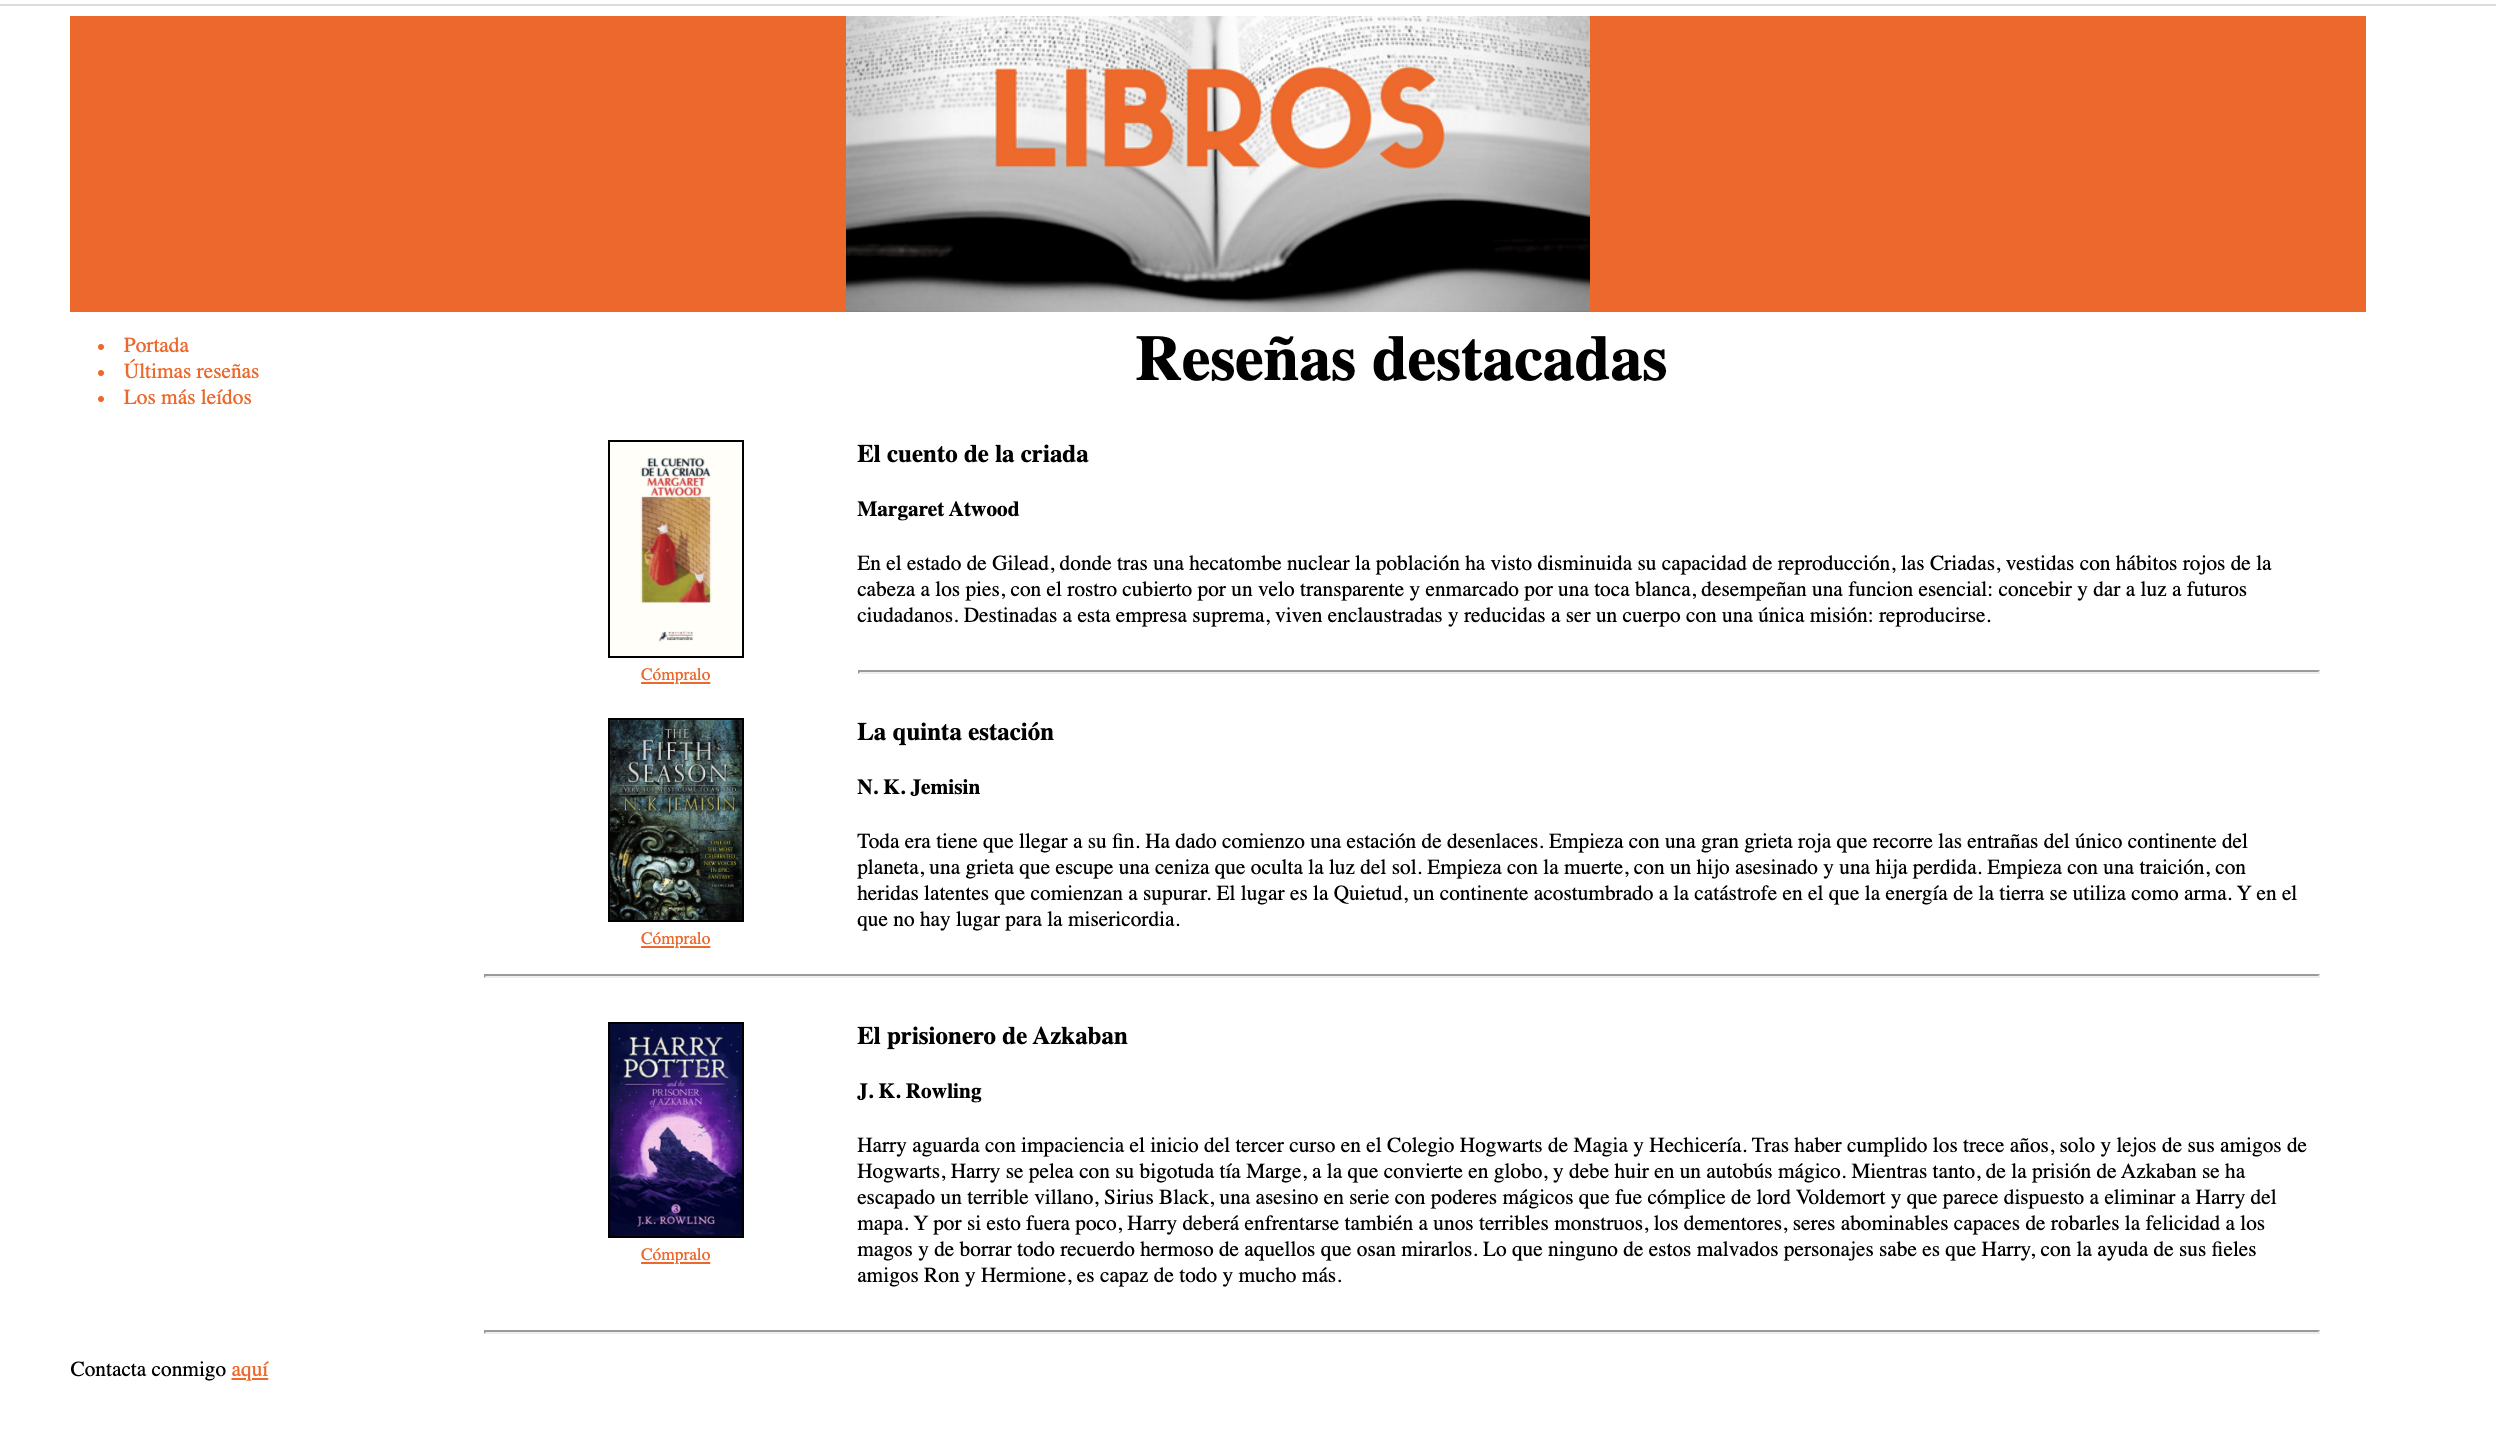 LIBROS
Portada
Últimas reseñas
Los más leídos
Reseñas destacadas
EL CUENTO
DE LA CRIADA
MARGARET
ATWOOD
salamandra
Cómpralo
El cuento de la criada
Margaret Atwood
En el estado de Gilead, donde tras una hecatombe nuclear la población ha visto disminuida su capacidad de reproducción, las Criadas, vestidas con hábitos rojos de la
cabeza a los pies, con el rostro cubierto por un velo transparente y enmarcado por una toca blanca, desempeñan una funcion esencial: concebir y dar a luz a futuros
ciudadanos. Destinadas a esta empresa suprema, viven enclaustradas y reducidas a ser un cuerpo con una única misión: reproducirse.
THE
FIFTH
SEASON
N. K. JEMISIN
ONE OF
THE MOST
CELEBRATED
NEW VOICES
IN EPIC
FANTASY
Cómpralo
La quinta estación
N. K. Jemisin
Toda era tiene que llegar a su fin. Ha dado comienzo una estación de desenlaces. Empieza con una gran grieta roja que recorre las entrañas del único continente del
planeta, una grieta que escupe una ceniza que oculta la luz del sol. Empieza con la muerte, con un hijo asesinado y una hija perdida. Empieza con una traición, con
heridas latentes que comienzan a supurar. El lugar es la Quietud, un continente acostumbrado a la catástrofe en el que la energía de la tierra se utiliza como arma. Y en el
que no hay lugar para la misericordia.
HARRY
POTTER
and the
PRISONER
of AZKABAN
3
J.K. ROWLING
Cómpralo
El prisionero de Azkaban
J. K. Rowling
Harry aguarda con impaciencia el inicio del tercer curso en el Colegio Hogwarts de Magia y Hechicería. Tras haber cumplido los trece años, solo y lejos de sus amigos de
Hogwarts, Harry se pelea con su bigotuda tía Marge, a la que convierte en globo, y debe huir en un autobús mágico. Mientras tanto, de la prisión de Azkaban se ha
escapado un terrible villano, Sirius Black, una asesino en serie con poderes mágicos que fue cómplice de lord Voldemort y que parece dispuesto a eliminar a Harry del
mapa. Y por si esto fuera poco, Harry deberá enfrentarse también a unos terribles monstruos, los dementores, seres abominables capaces de robarles la felicidad a los
magos y de borrar todo recuerdo hermoso de aquellos que osan mirarlos. Lo que ninguno de estos malvados personajes sabe es que Harry, con la ayuda de sus fieles
amigos Ron y Hermione, es capaz de todo y mucho más.
Contacta conmigo aquí